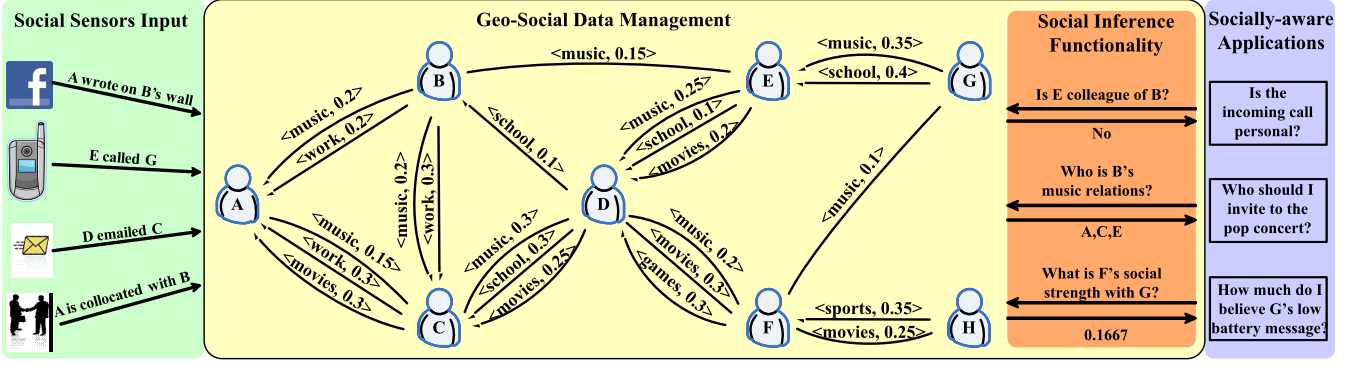 Social Sensors Input
A wrote on B's wall
E called G
D emailed C
A is collocated with B
Geo-Social Data Management
<music, 0.15>
<music, 0.35>
<school, 0.4>
<music, 0.2>
<work, 0.2>
<school, 0.1>
<music, 0.25>
<school, 0.1>
<movies, 0.2>
<music, 0.2>
<work, 0.3>
<music, 0.1>
<music, 0.15>
<work, 0.3>
<movies, 0.3>
<music, 0.3>
<school, 0.3>
<movies, 0.25>
<music, 0.2>
<movies, 0.3>
<games, 0.3>
<sports, 0.35>
<movies, 0.25>
B
E
G
A
D
C
F
H
Social Inference
Functionality
Is E colleague of B?
No
Who is B's
music relations?
A,C,E
What is F's social
strength with G?
0.1667
Socially-aware
Applications
Is the
incoming call
personal?
Who should I
invite to the
pop concert?
How much do I
believe G's low
battery message?